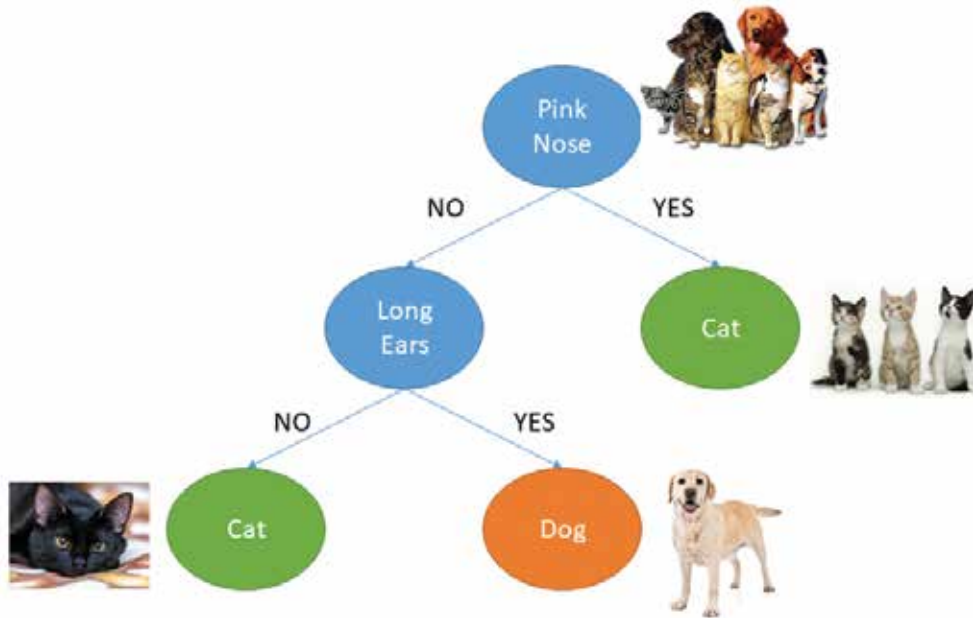 Pink
Nose
NO
YES
Long
Ears
Cat
NO
YES
Cat
Dog